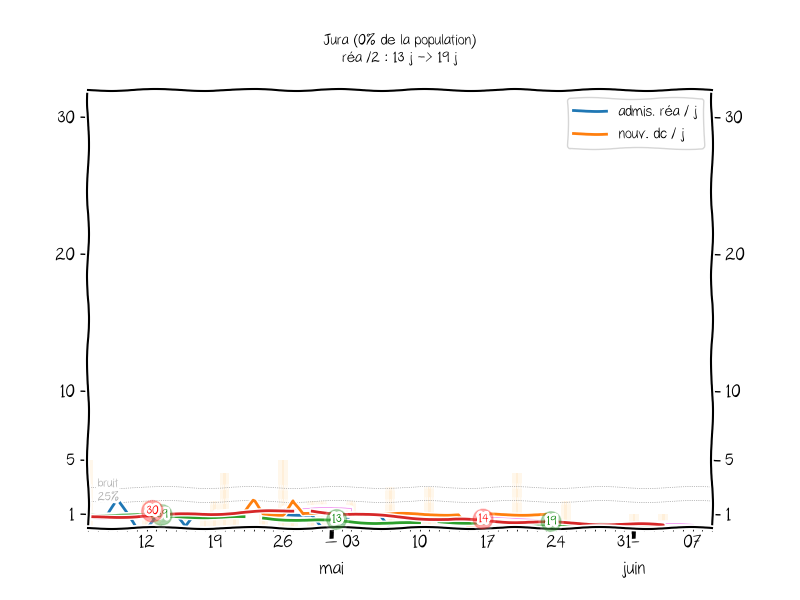 Jura (0% de la population)
réa /2 : 13 j -> 19 j
30 30
admis. réa / j
nouv. dc / j
20 20
10 10
5 5
bruit
25%
1 1
30 13 14 19
12 19 26 03 10 17 24 31 07
mai juin